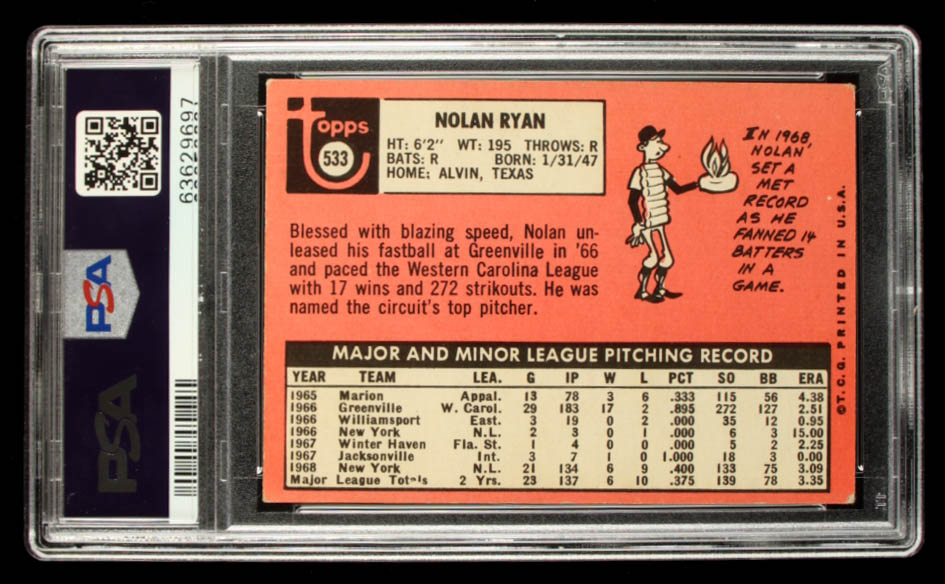 63629697
PSA
PSA
Topps
533
NOLAN RYAN
HT: 6'2" WT: 195 THROWS: R
BATS: R BORN: 1/31/47
HOME: ALVIN, TEXAS
IN 1968
NOLAN
SET A
MET
RECORD
AS HE
FANNED 14
BATTERS
IN A
GAME.
Blessed with blazing speed, Nolan un-
leased his fastball at Greenville in '66
and paced the Western Carolina League
with 17 wins and 272 strikouts. He was
named the circuit's top pitcher.
MAJOR AND MINOR LEAGUE PITCHING RECORD
YEAR TEAM LEA. G IP W L PCT SO BB ERA
1965 Marion Appal. 13 78 3 6 .333 115 56 4.38
1966 Greenville W. Carol. 29 183 17 2 .895 272 127 2.51
1966 Williamsport East. 3 19 0 2 .000 35 12 0.95
1966 New York N.L. 2 3 0 1 .000 6 3 15.00
1967 Winter Haven Fla. St. 1 4 0 0 .000 5 2 2.25
1967 Jacksonville Int. 3 7 1 0 1.000 18 3 0.00
1968 New York N.L. 21 134 6 9 .400 133 75 3.09
Major League Totals 2 Yrs. 23 137 6 10 .375 139 78 3.35
©T.C.G. PRINTED IN U.S.A.